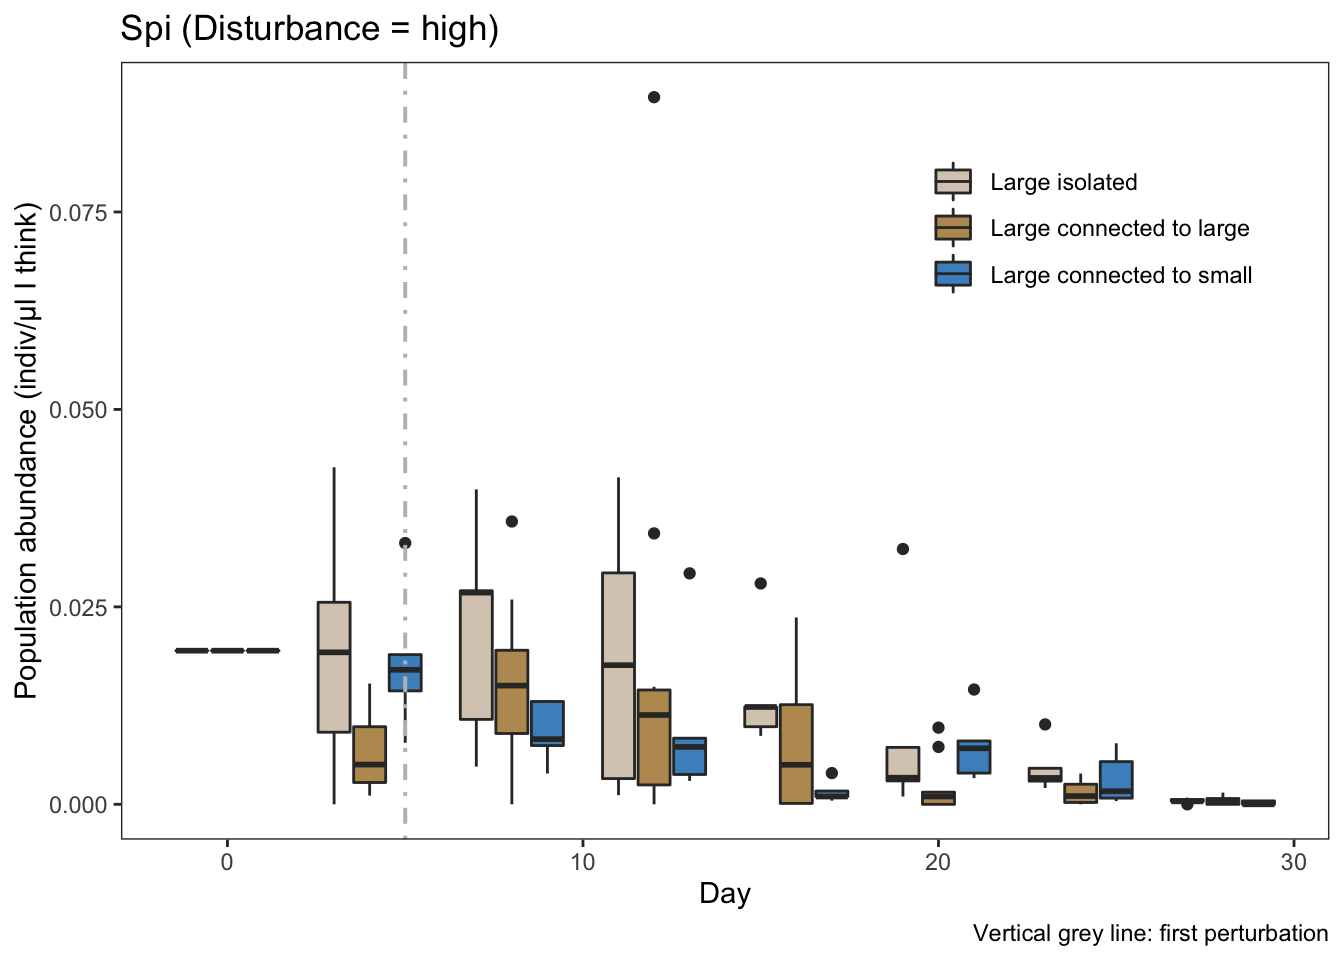 Spi (Disturbance = high)
Population abundance (indiv/µl I think)
0.075
0.050
0.025
0.000
Large isolated
Large connected to large
Large connected to small
0
10
20
30
Day
Vertical grey line: first perturbation